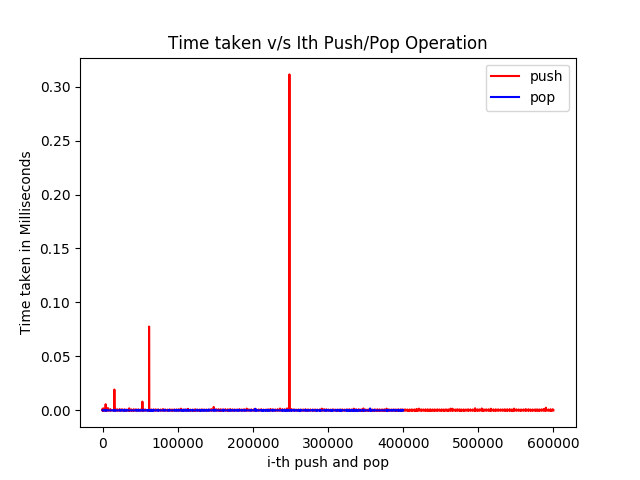 Time taken v/s Ith Push/Pop Operation
push
pop
0.30
0.25
0.20
0.15
0.10
0.05
0.00
Time taken in Milliseconds
0 100000 200000 300000 400000 500000 600000
i-th push and pop